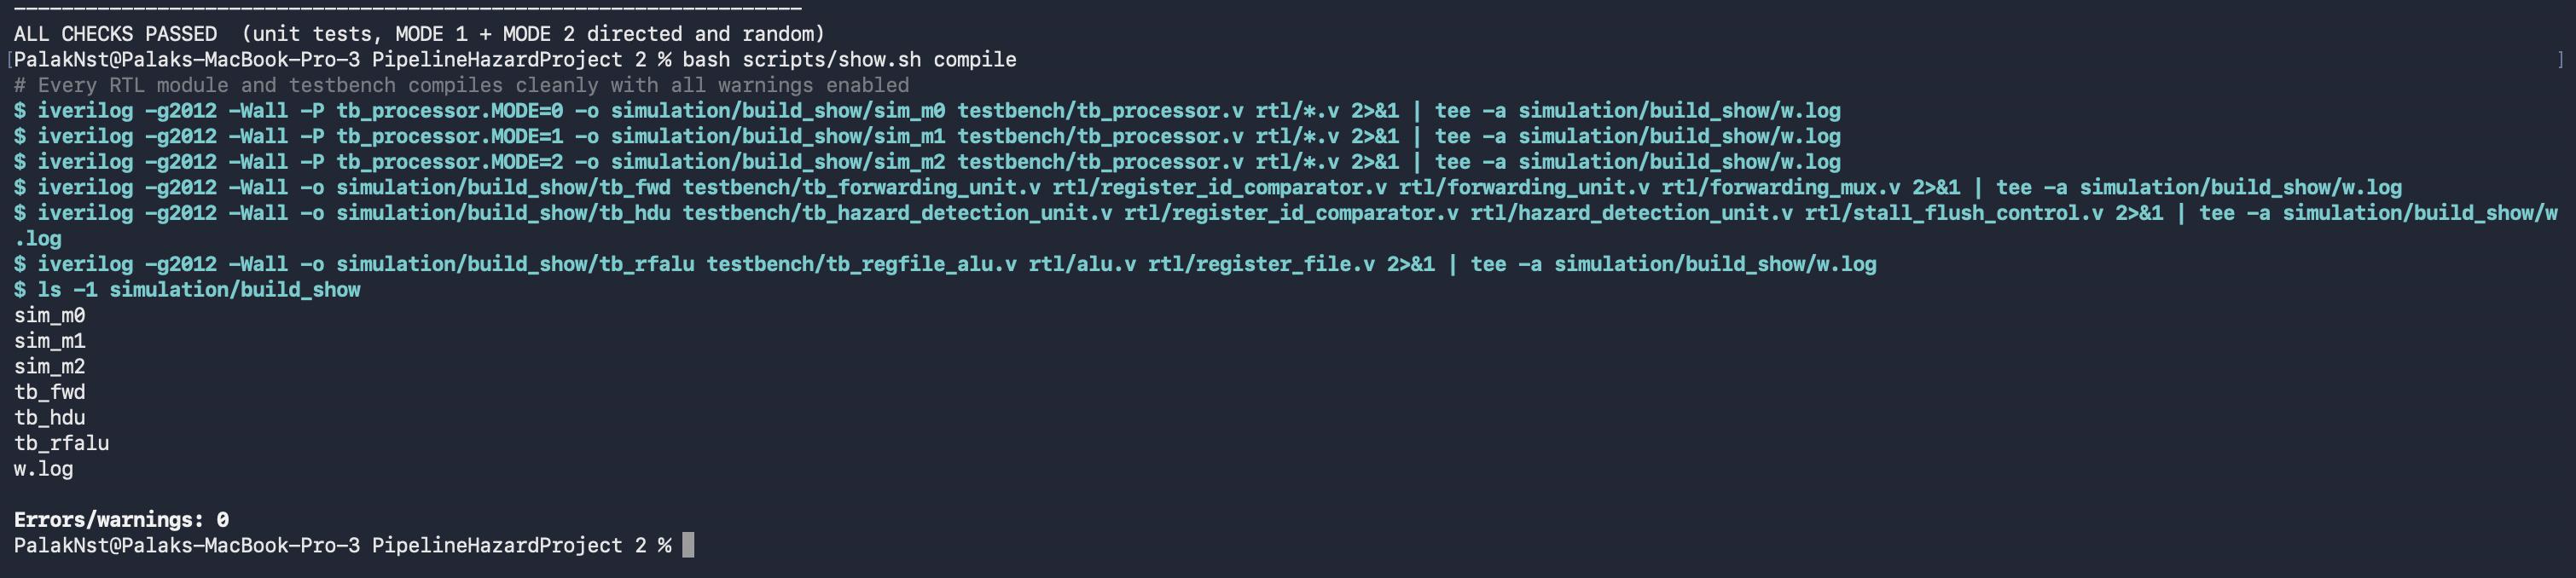 ------------------------------------------------------------------
ALL CHECKS PASSED  (unit tests, MODE 1 + MODE 2 directed and random)
[PalakNst@Palaks-MacBook-Pro-3 PipelineHazardProject 2 % bash scripts/show.sh compile ]
# Every RTL module and testbench compiles cleanly with all warnings enabled
$ iverilog -g2012 -Wall -P tb_processor.MODE=0 -o simulation/build_show/sim_m0 testbench/tb_processor.v rtl/*.v 2>&1 | tee -a simulation/build_show/w.log
$ iverilog -g2012 -Wall -P tb_processor.MODE=1 -o simulation/build_show/sim_m1 testbench/tb_processor.v rtl/*.v 2>&1 | tee -a simulation/build_show/w.log
$ iverilog -g2012 -Wall -P tb_processor.MODE=2 -o simulation/build_show/sim_m2 testbench/tb_processor.v rtl/*.v 2>&1 | tee -a simulation/build_show/w.log
$ iverilog -g2012 -Wall -o simulation/build_show/tb_fwd testbench/tb_forwarding_unit.v rtl/register_id_comparator.v rtl/forwarding_unit.v rtl/forwarding_mux.v 2>&1 | tee -a simulation/build_show/w.log
$ iverilog -g2012 -Wall -o simulation/build_show/tb_hdu testbench/tb_hazard_detection_unit.v rtl/register_id_comparator.v rtl/hazard_detection_unit.v rtl/stall_flush_control.v 2>&1 | tee -a simulation/build_show/w
.log
$ iverilog -g2012 -Wall -o simulation/build_show/tb_rfalu testbench/tb_regfile_alu.v rtl/alu.v rtl/register_file.v 2>&1 | tee -a simulation/build_show/w.log
$ ls -1 simulation/build_show
sim_m0
sim_m1
sim_m2
tb_fwd
tb_hdu
tb_rfalu
w.log

Errors/warnings: 0
PalakNst@Palaks-MacBook-Pro-3 PipelineHazardProject 2 %